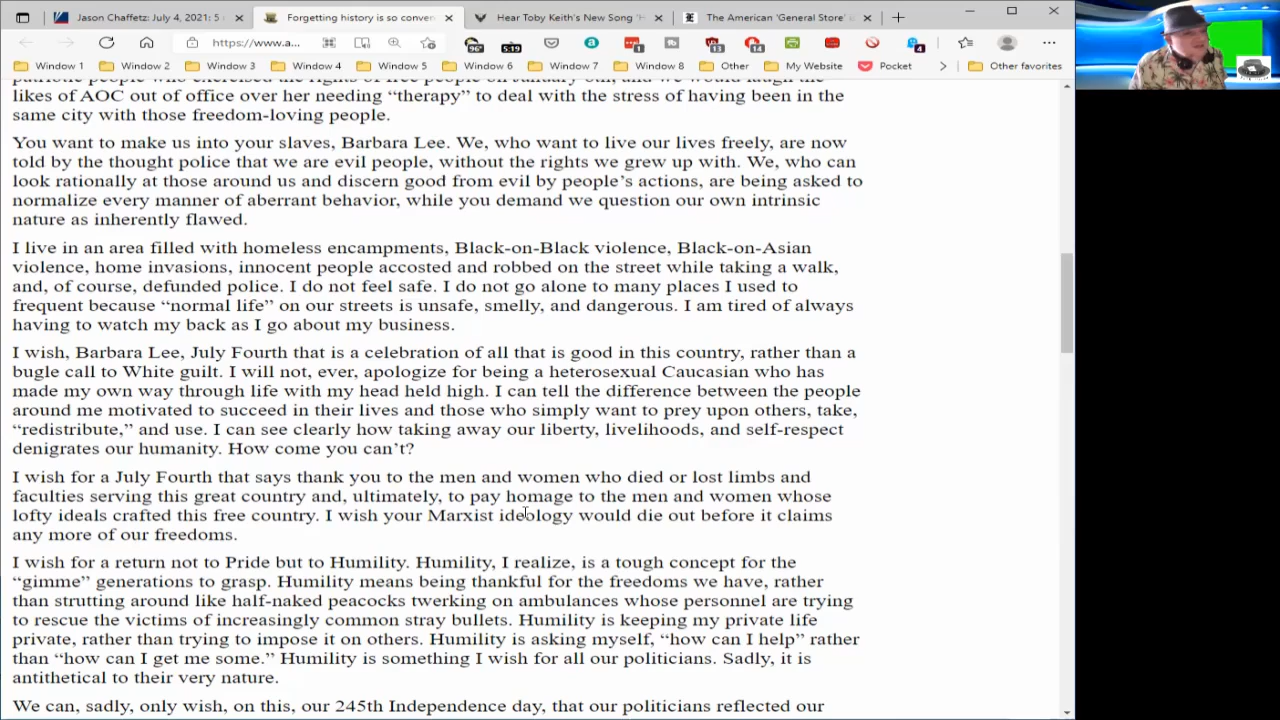 Jason Chaffetz: July 4, 2021: 5
Forgetting history is so conven
Hear Toby Keith's New Song 'H
The American 'General Store'
https://www.a...
96°
5:19
1
13
14
4
Window 1
Window 2
Window 3
Window 4
Window 5
Window 6
Window 7
Window 8
Other
My Website
Pocket
Other favorites
patriotic people who exercised the rights of free people on January 6th, and we would laugh the
likes of AOC out of office over her needing “therapy” to deal with the stress of having been in the
same city with those freedom-loving people.
You want to make us into your slaves, Barbara Lee. We, who want to live our lives freely, are now
told by the thought police that we are evil people, without the rights we grew up with. We, who can
look rationally at those around us and discern good from evil by people’s actions, are being asked to
normalize every manner of aberrant behavior, while you demand we question our own intrinsic
nature as inherently flawed.
I live in an area filled with homeless encampments, Black-on-Black violence, Black-on-Asian
violence, home invasions, innocent people accosted and robbed on the street while taking a walk,
and, of course, defunded police. I do not feel safe. I do not go alone to many places I used to
frequent because “normal life” on our streets is unsafe, smelly, and dangerous. I am tired of always
having to watch my back as I go about my business.
I wish, Barbara Lee, July Fourth that is a celebration of all that is good in this country, rather than a
bugle call to White guilt. I will not, ever, apologize for being a heterosexual Caucasian who has
made my own way through life with my head held high. I can tell the difference between the people
around me motivated to succeed in their lives and those who simply want to prey upon others, take,
“redistribute,” and use. I can see clearly how taking away our liberty, livelihoods, and self-respect
denigrates our humanity. How come you can’t?
I wish for a July Fourth that says thank you to the men and women who died or lost limbs and
faculties serving this great country and, ultimately, to pay homage to the men and women whose
lofty ideals crafted this free country. I wish your Marxist ideology would die out before it claims
any more of our freedoms.
I wish for a return not to Pride but to Humility. Humility, I realize, is a tough concept for the
“gimme” generations to grasp. Humility means being thankful for the freedoms we have, rather
than strutting around like half-naked peacocks twerking on ambulances whose personnel are trying
to rescue the victims of increasingly common stray bullets. Humility is keeping my private life
private, rather than trying to impose it on others. Humility is asking myself, “how can I help” rather
than “how can I get me some.” Humility is something I wish for all our politicians. Sadly, it is
antithetical to their very nature.
We can, sadly, only wish, on this, our 245th Independence day, that our politicians reflected our